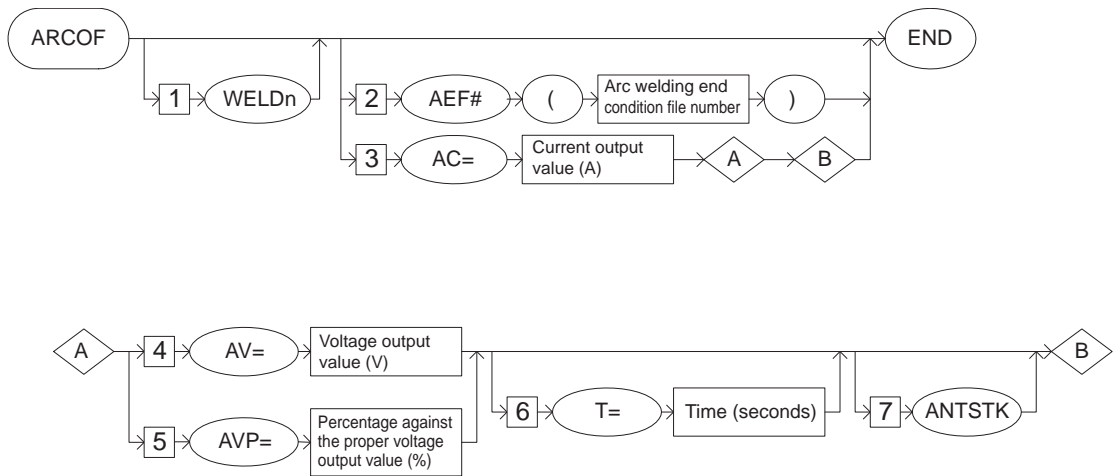 ARCOF
END
1
WELDn
2
AEF#
(
Arc welding end
condition file number
)
3
AC=
Current output
value (A)
A
B
A
4
AV=
Voltage output
value (V)
B
6
T=
Time (seconds)
7
ANTSTK
5
AVP=
Percentage against
the proper voltage
output value (%)